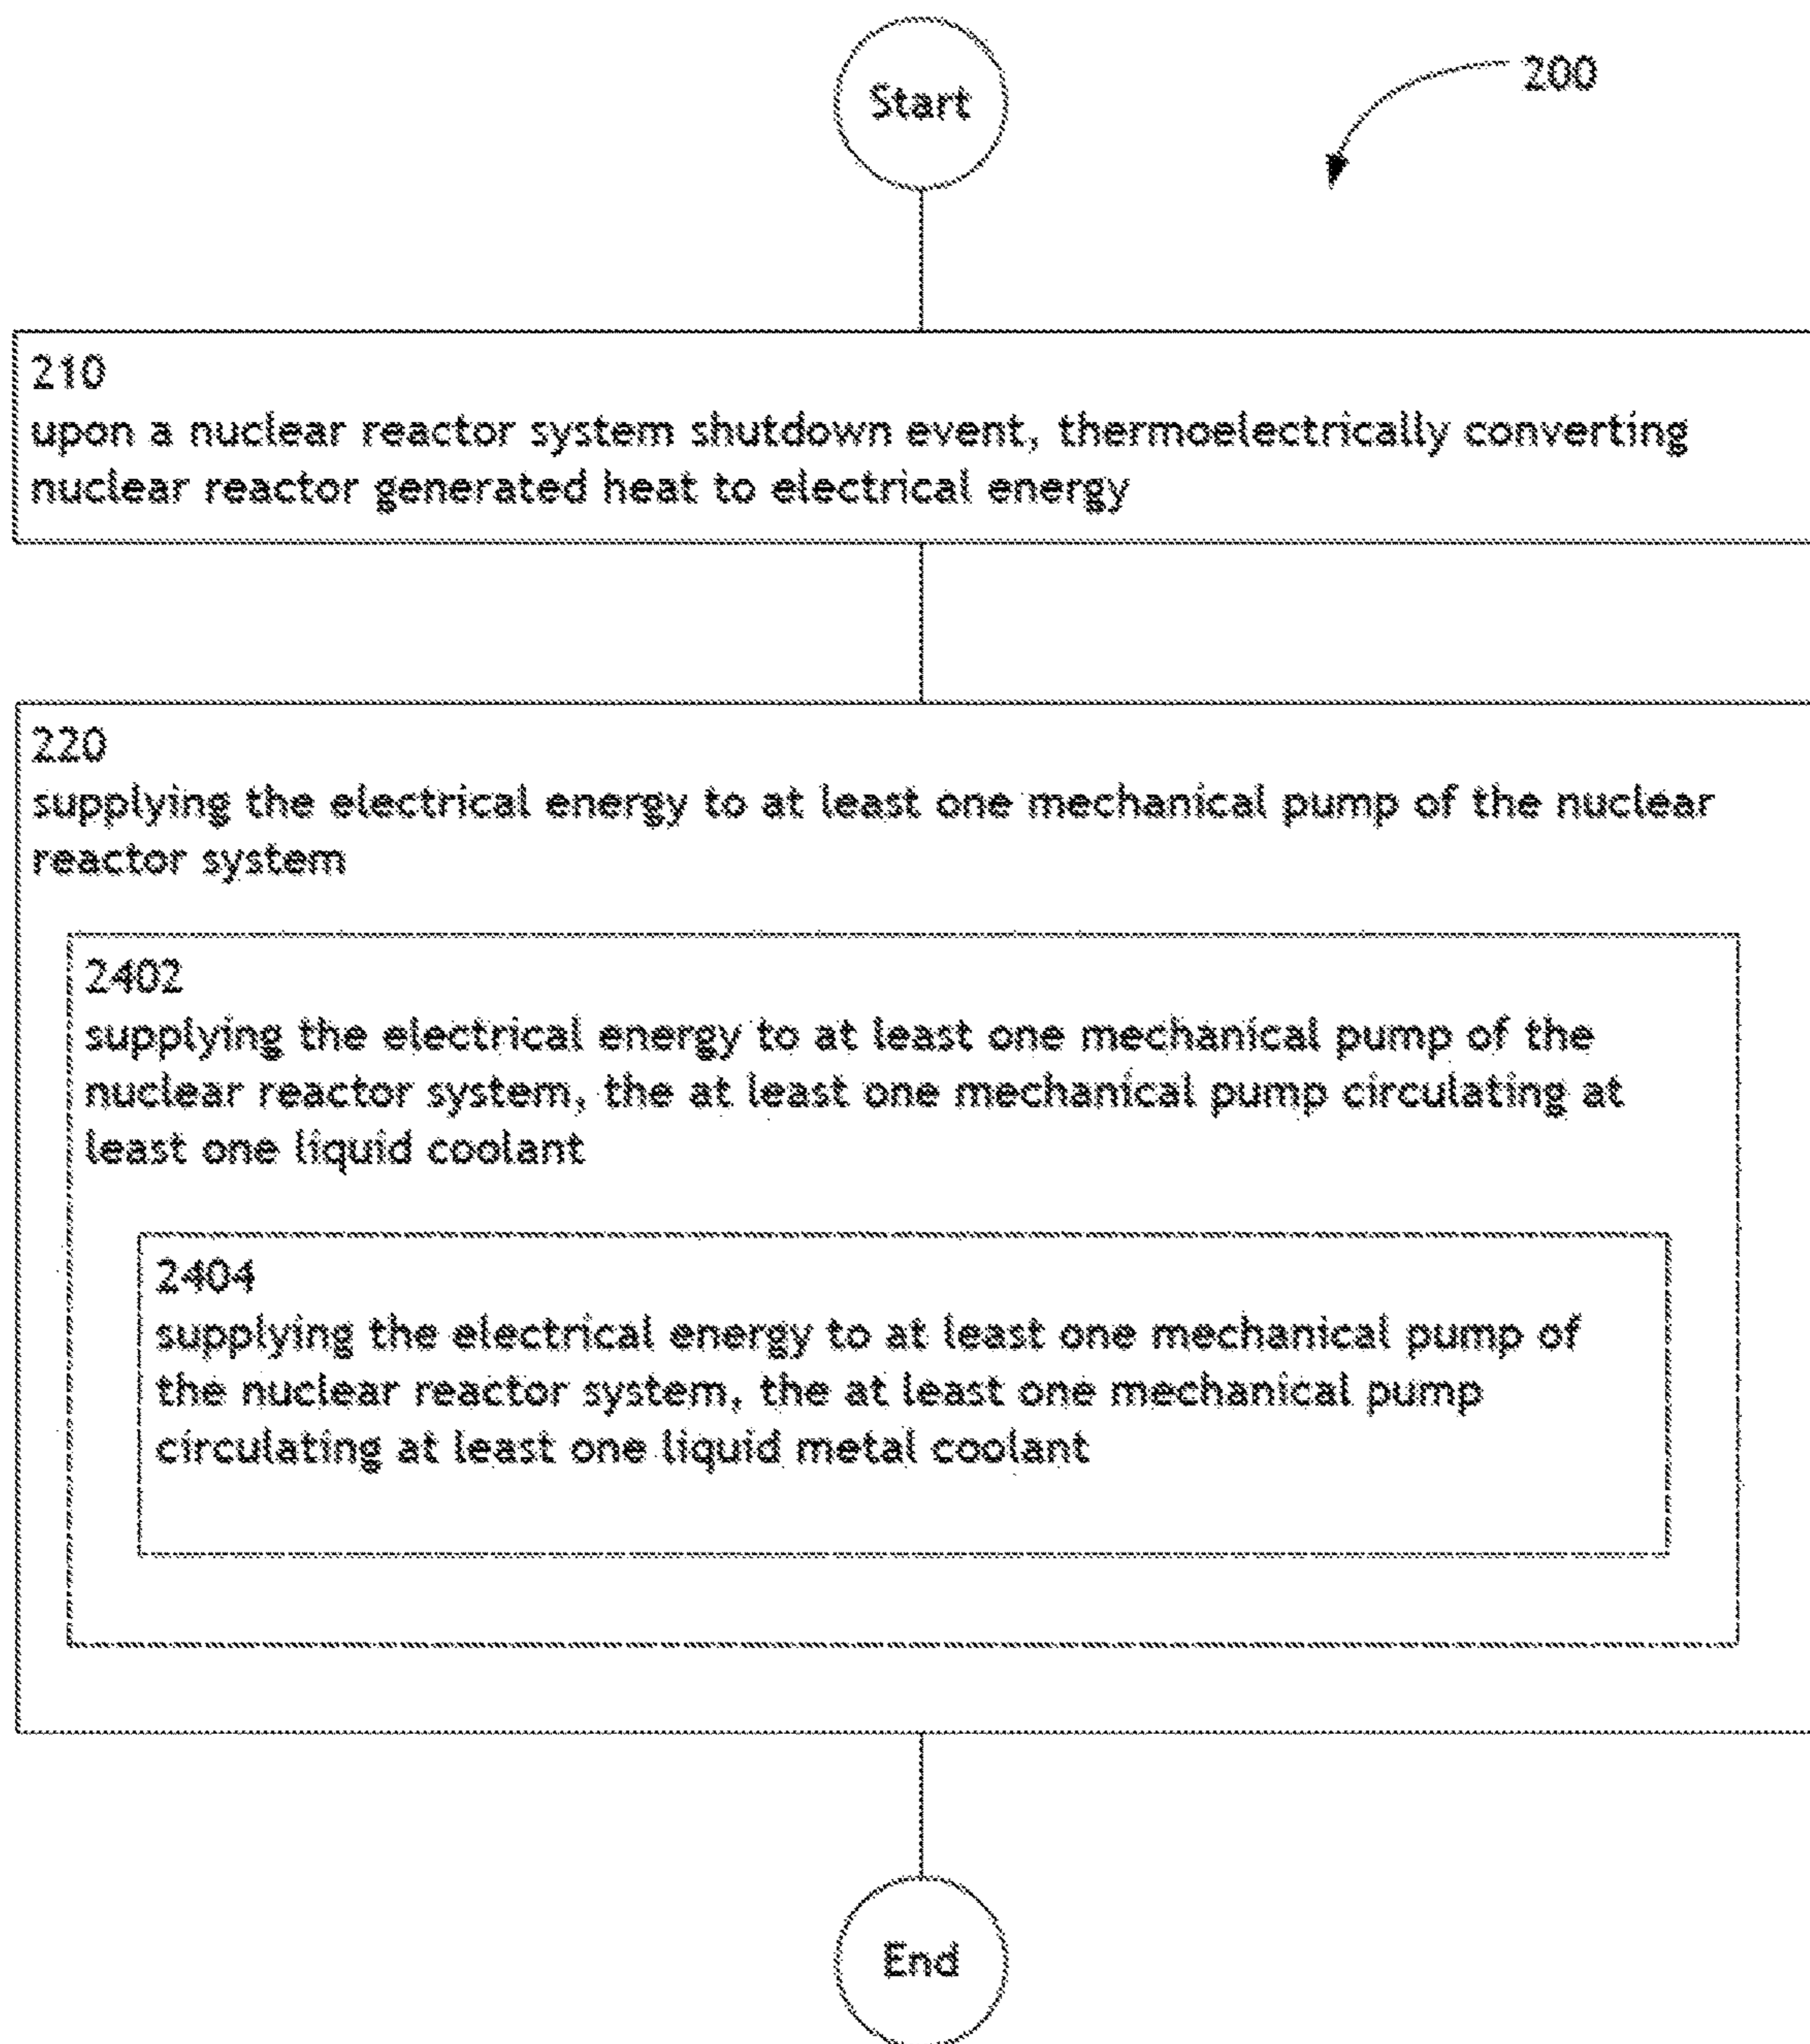 Start
200
210
upon a nuclear reactor system shutdown event, thermoelectrically converting
nuclear reactor generated heat to electrical energy
220
supplying the electrical energy to at least one mechanical pump of the nuclear
reactor system
2402
supplying the electrical energy to at least one mechanical pump of the
nuclear reactor system, the at least one mechanical pump circulating at
least one liquid coolant
2404
supplying the electrical energy to at least one mechanical pump of
the nuclear reactor system, the at least one mechanical pump
circulating at least one liquid metal coolant
End